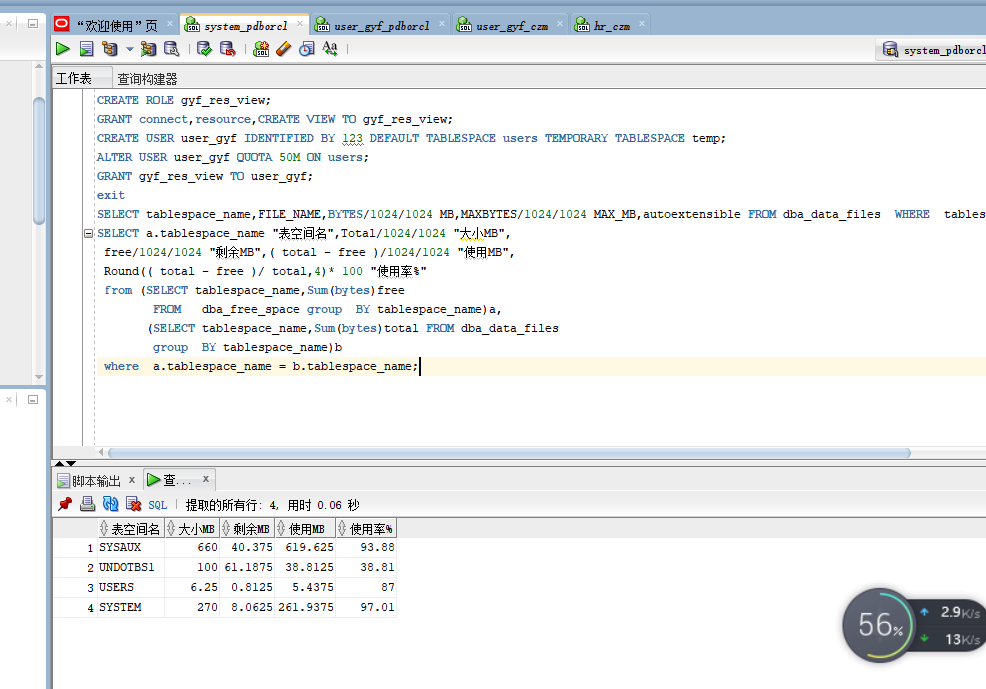 “欢迎使用”页 system_pdborcl user_gyf_pdborcl user_gyf_czm hr_czm
system_pdborcl
工作表 查询构建器
CREATE ROLE gyf_res_view;
GRANT connect,resource,CREATE VIEW TO gyf_res_view;
CREATE USER user_gyf IDENTIFIED BY 123 DEFAULT TABLESPACE users TEMPORARY TABLESPACE temp;
ALTER USER user_gyf QUOTA 50M ON users;
GRANT gyf_res_view TO user_gyf;
exit
SELECT tablespace_name,FILE_NAME,BYTES/1024/1024 MB,MAXBYTES/1024/1024 MAX_MB,autoextensible FROM dba_data_files  WHERE  tables
SELECT a.tablespace_name "表空间名",Total/1024/1024 "大小MB",
free/1024/1024 "剩余MB",( total - free )/1024/1024 "使用MB",
Round(( total - free )/ total,4)* 100 "使用率%"
from (SELECT tablespace_name,Sum(bytes)free
FROM   dba_free_space group  BY tablespace_name)a,
(SELECT tablespace_name,Sum(bytes)total FROM dba_data_files
group  BY tablespace_name)b
where  a.tablespace_name = b.tablespace_name;
脚本输出 x 查... x
SQL 提取的所有行: 4, 用时 0.06 秒
表空间名 大小MB 剩余MB 使用MB 使用率%
1 SYSAUX 660 40.375 619.625 93.88
2 UNDOTBS1 100 61.1875 38.8125 38.81
3 USERS 6.25 0.8125 5.4375 87
4 SYSTEM 270 8.0625 261.9375 97.01
56%
2.9K/s
13K/s